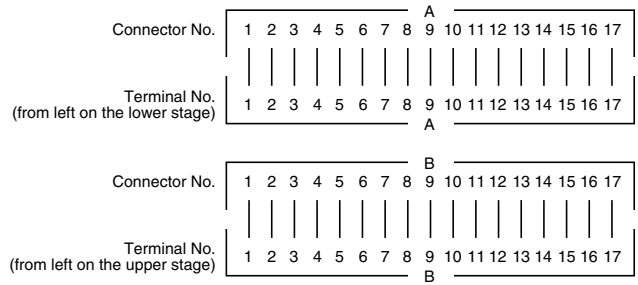 A
Connector No. 1 2 3 4 5 6 7 8 9 10 11 12 13 14 15 16 17
Terminal No.
(from left on the lower stage) 1 2 3 4 5 6 7 8 9 10 11 12 13 14 15 16 17
A
B
Connector No. 1 2 3 4 5 6 7 8 9 10 11 12 13 14 15 16 17
Terminal No.
(from left on the upper stage) 1 2 3 4 5 6 7 8 9 10 11 12 13 14 15 16 17
B